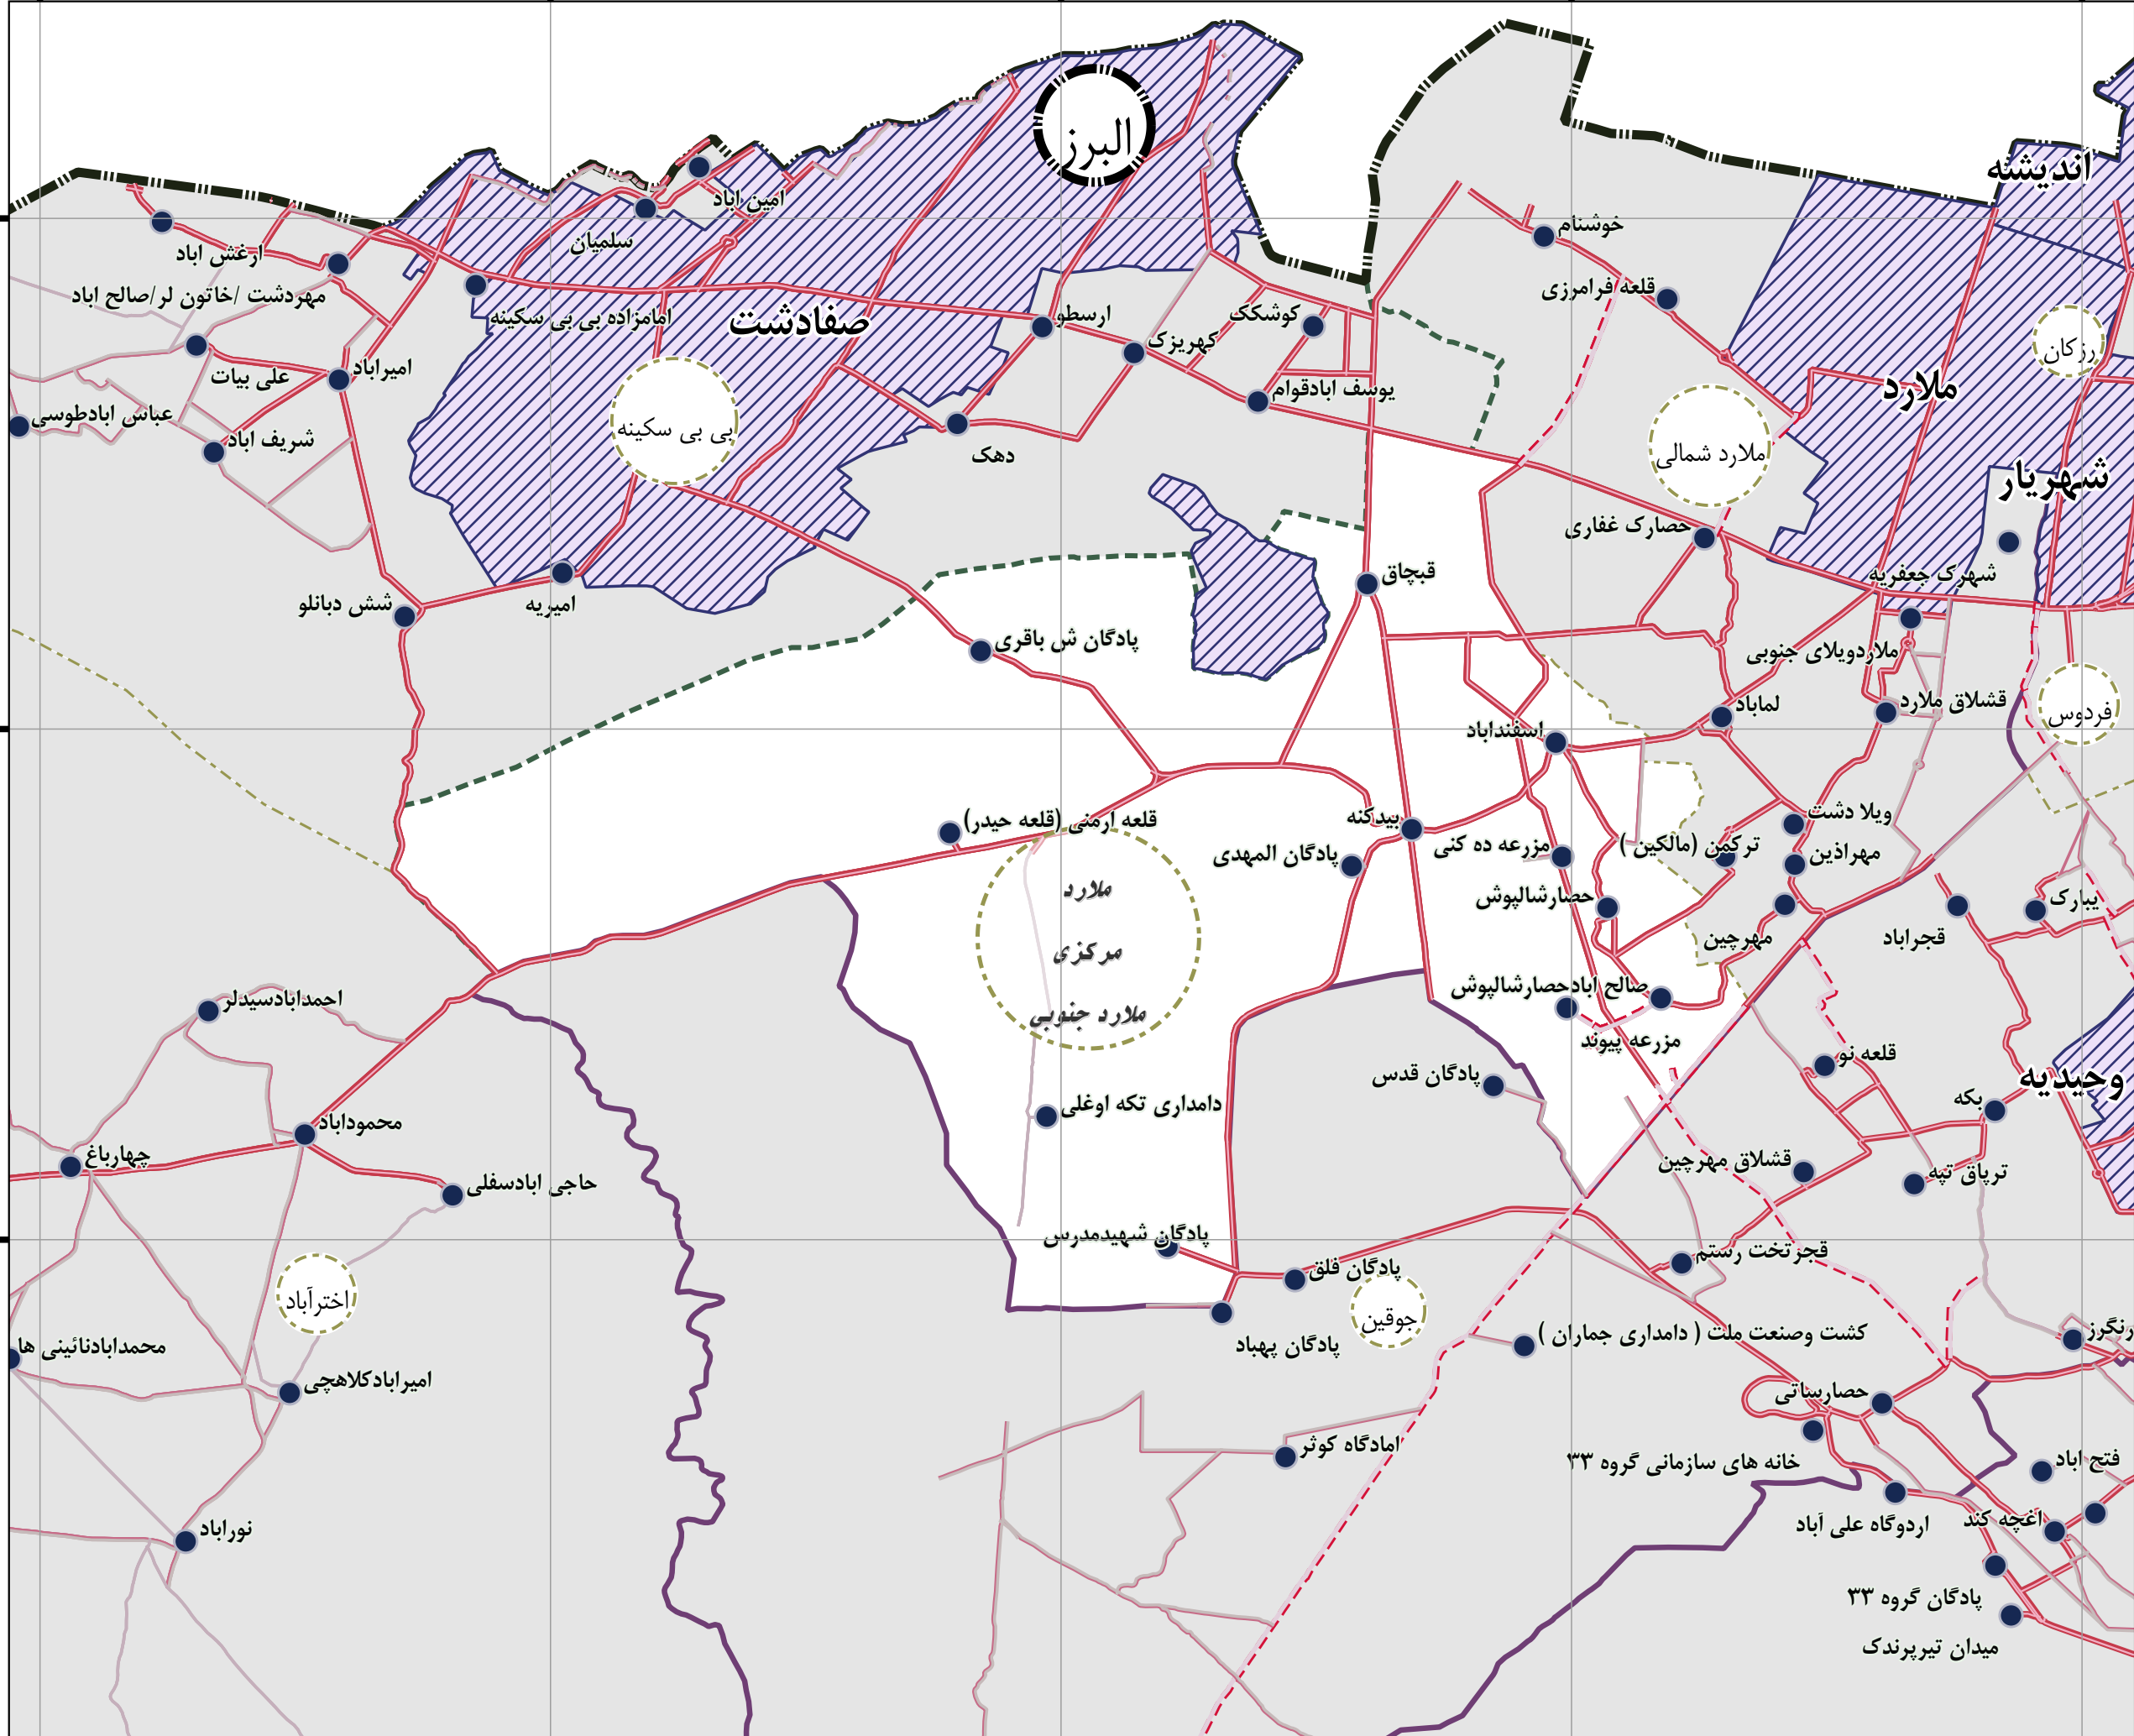 البرز
اندیشه
امین اباد
خوشنام
سلمیان
ارغش اباد
قلعه فرامرزی
مهردشت /خاتون لر/صالح اباد
امامزاده بی بی سکینه
صفادشت
ارسطو
کوشکک
کهریزک
رزکان
امیراباد
علی بیات
یوسف ابادقوام
ملارد
عباس ابادطوسی
شریف اباد
بی بی سکینه
دهک
ملارد شمالی
شهریار
حصارک غفاری
قبچاق
شهرک جعفریه
شش دبانلو
امیریه
پادگان ش باقری
ملاردویلای جنوبی
لماباد
قشلاق ملارد
فردوس
اسفنداباد
قلعه ارمنی (قلعه حیدر)
بیدکنه
ویلا دشت
پادگان المهدی
مزرعه ده کنی
ترکمن (مالکین )
مهراذین
ملارد
مرکزی
ملارد جنوبی
حصارشالپوش
یبارک
مهرچین
قجراباد
احمدابادسیدلر
صالح ابادحصارشالپوش
مزرعه پیوند
قلعه نو
پادگان قدس
وحیدیه
دامداری تکه اوغلی
بکه
محموداباد
چهارباغ
حاجی ابادسفلی
قشلاق مهرچین
ترپاق تپه
پادگان شهیدمدرس
قجرتخت رستم
پادگان فلق
اخترآباد
جوقین
پادگان پهپاد
کشت وصنعت ملت ( دامداری جماران )
رنگرز
محمدابادنائینی ها
امیرابادکلاهچی
حصارساتی
امادگاه کوثر
خانه های سازمانی گروه ۳۳
فتح اباد
نوراباد
اردوگاه علی آباد
اغچه کند
پادگان گروه ۳۳
میدان تیرپرندک